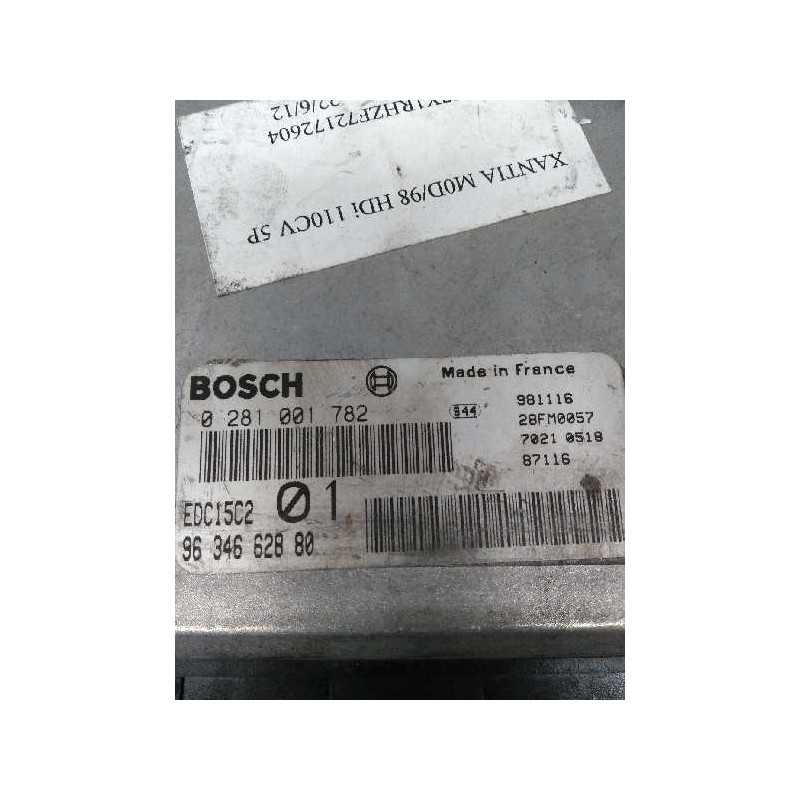 XANTIA M0D/98 HDi 110CV 5P
BOSCH
Made in France
0 281 001 782
844
981116
28FM0057
7021 0518
87116
EDC15C2
01
96 346 628 80